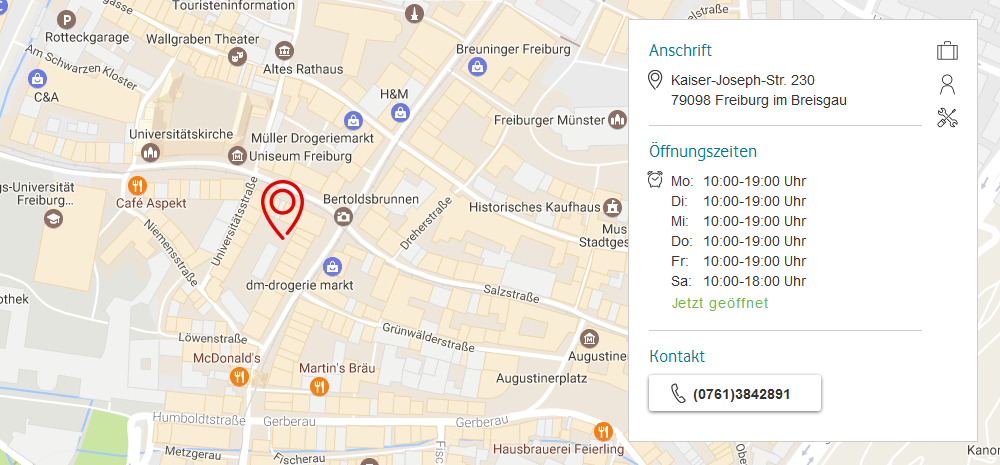 Touristeninformation
Rotteckgarage
Wallgraben Theater
Am Schwarzen Kloster
Altes Rathaus
Breuninger Freiburg
C&A
H&M
Universitätskirche
Müller Drogeriemarkt
Freiburger Münster
Uniseum Freiburg
gs-Universität
Freiburg...
Café Aspekt
Universitätsstraße
Niemensstraße
Bertoldsbrunnen
Dreherstraße
Historisches Kaufhaus
Mus
Stadtges
dm-drogerie markt
Salzstraße
othek
Löwenstraße
Grünwälderstraße
McDonald's
Martin's Bräu
Augustiner
Augustinerplatz
Humboldtstraße
Gerberau
Gerberau
Metzgerau
Fischerau
Fisc
Hausbrauerei Feierling
Obe
Kano
Anschrift
Kaiser-Joseph-Str. 230
79098 Freiburg im Breisgau
Öffnungszeiten
Mo: 10:00-19:00 Uhr
Di: 10:00-19:00 Uhr
Mi: 10:00-19:00 Uhr
Do: 10:00-19:00 Uhr
Fr: 10:00-19:00 Uhr
Sa: 10:00-18:00 Uhr
Jetzt geöffnet
Kontakt
(0761)3842891